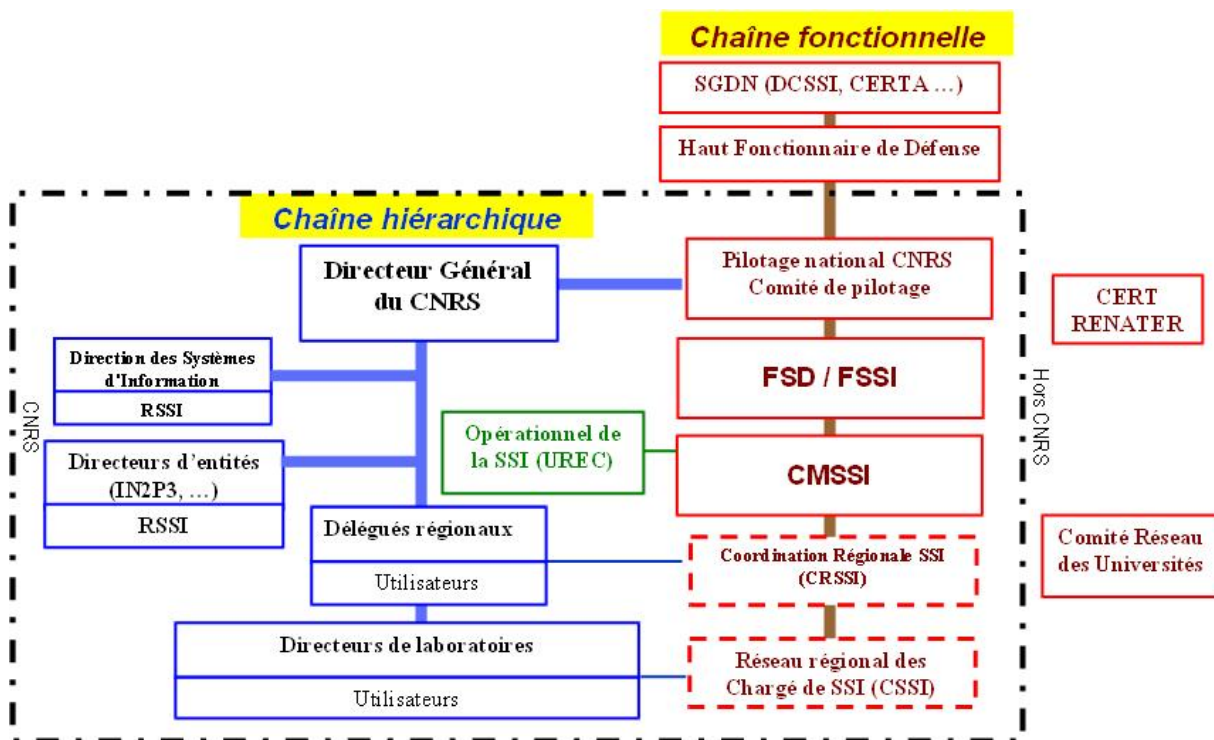 Chaîne fonctionnelle
SGDN (DCSSI, CERTA …)
Haut Fonctionnaire de Défense
Chaîne hiérarchique
Directeur Général
du CNRS
Pilotage national CNRS
Comité de pilotage
CERT
RENATER
Direction des Systèmes
d'Information
RSSI
FSD / FSSI
CNRS
Hors CNRS
Opérationnel de
la SSI (UREC)
CMSSI
Directeurs d’entités
(IN2P3, …)
RSSI
Délégués régionaux
Utilisateurs
Coordination Régionale SSI
(CRSSI)
Comité Réseau
des Universités
Directeurs de laboratoires
Utilisateurs
Réseau régional des
Chargé de SSI (CSSI)